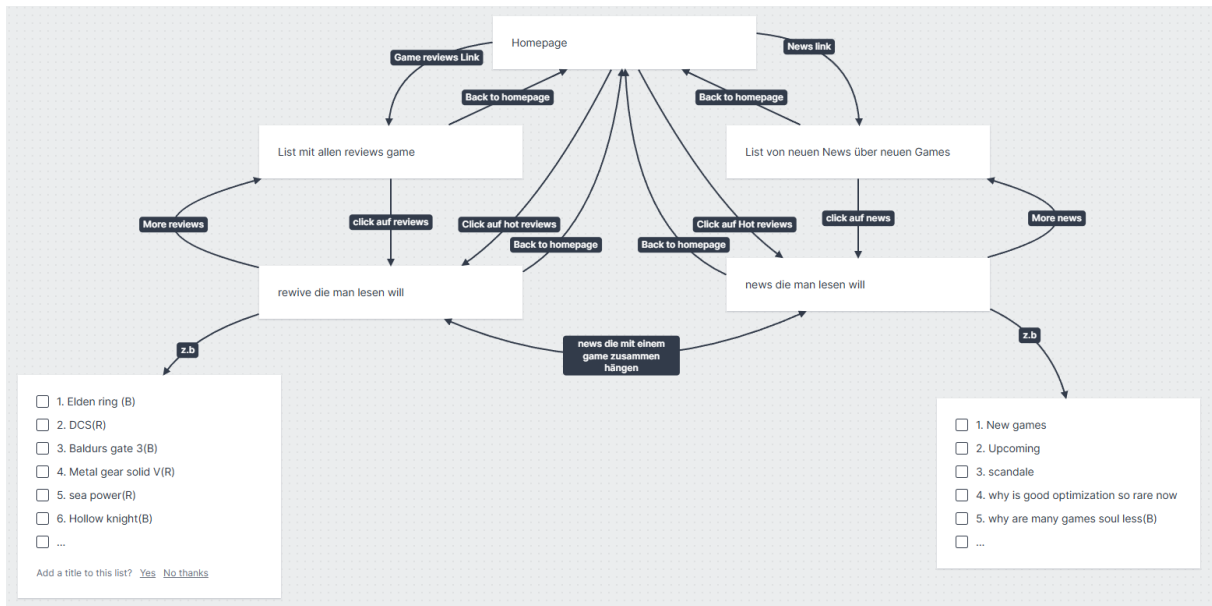 Homepage
Game reviews Link
News link
Back to homepage
Back to homepage
List mit allen reviews game
List von neuen News über neuen Games
More reviews
click auf reviews
Click auf hot reviews
Click auf Hot reviews
click auf news
More news
Back to homepage
Back to homepage
rewive die man lesen will
news die man lesen will
z.b
news die mit einem
game zusammen
hängen
z.b
1. Elden ring (B)
2. DCS(R)
3. Baldurs gate 3(B)
4. Metal gear solid V(R)
5. sea power(R)
6. Hollow knight(B)
...
Add a title to this list? Yes No thanks
1. New games
2. Upcoming
3. scandale
4. why is good optimization so rare now
5. why are many games soul less(B)
...